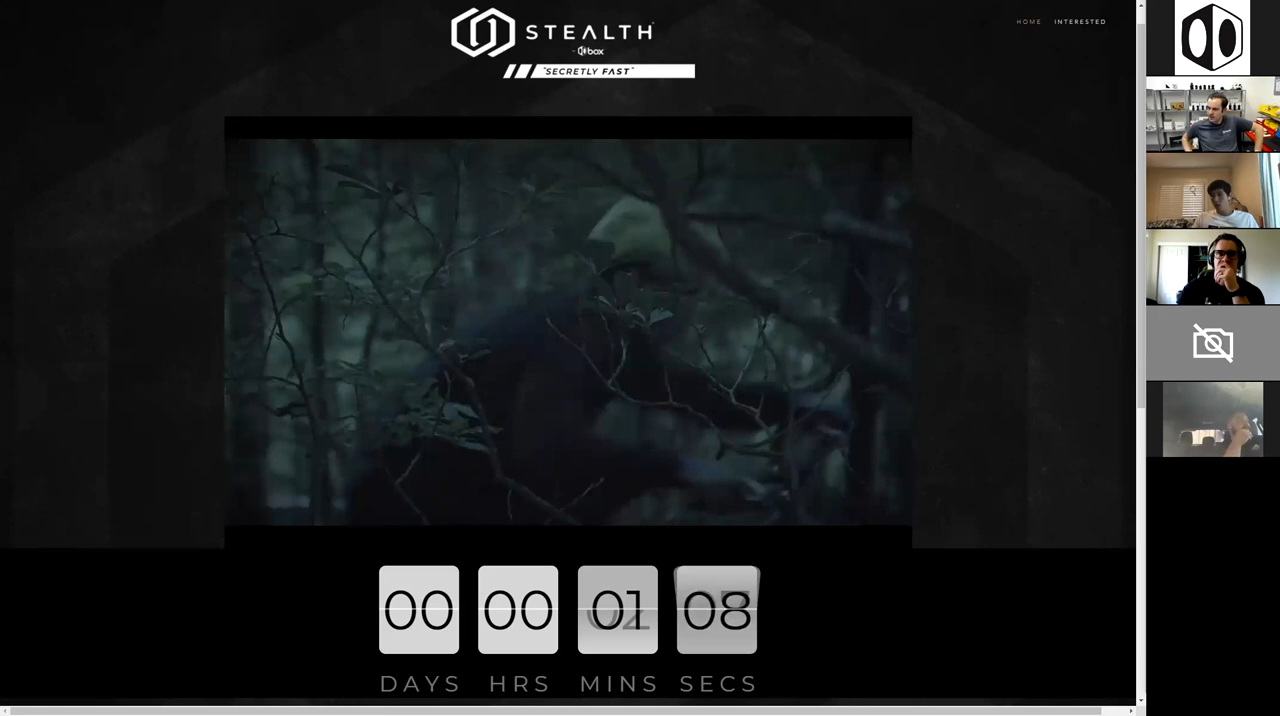 HOME INTERESTED
STEALTH
box
"SECRETLY FAST"
00 00 01 08
DAYS HRS MINS SECS